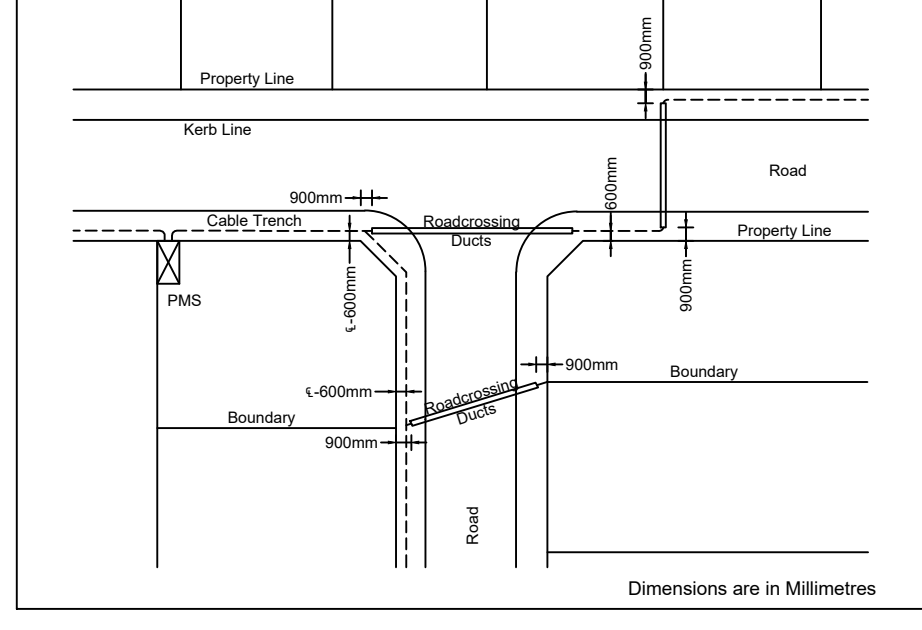 900mm
Property Line
Kerb Line
Road
900mm
600mm
Cable Trench
Roadcrossing
Ducts
Property Line
℄-600mm
900mm
PMS
900mm
Boundary
℄-600mm
Roadcrossing
Ducts
Boundary
900mm
Road
Dimensions are in Millimetres